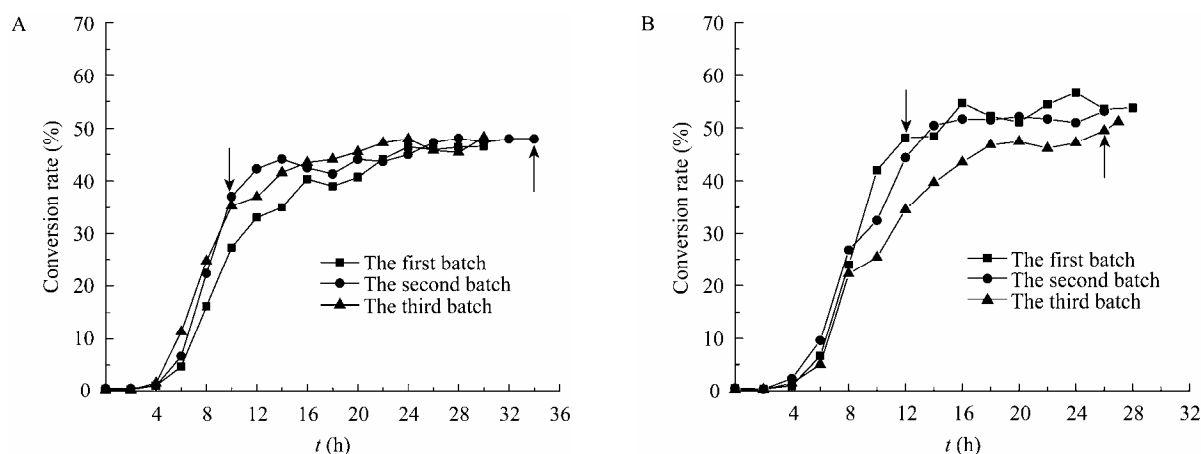 A
70
60
50
40
30
20
10
0
Conversion rate (%)
The first batch
The second batch
The third batch
4 8 12 16 20 24 28 32 36
t (h)
B
70
60
50
40
30
20
10
0
Conversion rate (%)
The first batch
The second batch
The third batch
4 8 12 16 20 24 28 32
t (h)